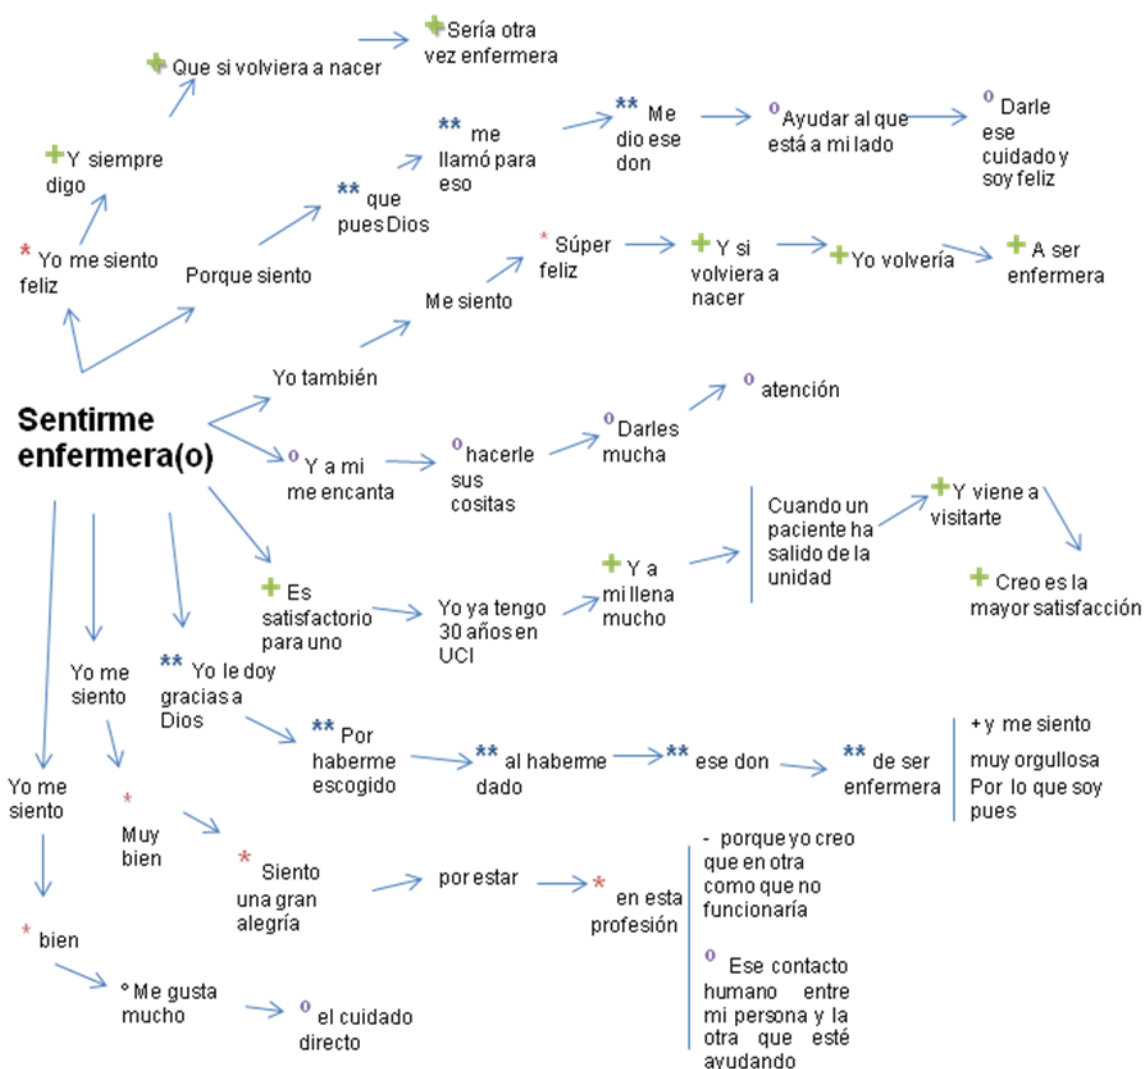 + Sería otra
vez enfermera
+ Que si volviera a nacer
+ Y siempre
digo
* Yo me siento
feliz
Porque siento
** que
pues Dios
** me
llamó para
eso
** Me
dio ese
don
o Ayudar al que
está a mi lado
o Darle
ese
cuidado y
soy feliz
Yo también
Me siento
* Súper
feliz
+ Y si
volviera a
nacer
+ Yo volvería
+ A ser
enfermera
Sentirme
enfermera(o)
o Y a mi
me encanta
o hacerle
sus
cositas
o Darles
mucha
o atención
+ Es
satisfactorio
para uno
Yo ya tengo
30 años en
UCI
+ Y a
mi llena
mucho
Cuando un
paciente ha
salido de la
unidad
+ Y viene a
visitarte
+ Creo es la
mayor satisfacción
** Yo le doy
gracias a
Dios
** Por
haberme
escogido
** al haberme
dado
** ese don
** de ser
enfermera
+ y me siento
muy orgullosa
Por lo que soy
pues
Yo me
siento
* Muy
bien
* Siento
una gran
alegría
por estar
* en esta
profesión
- porque yo creo
que en otra
como que no
funcionaría
o Ese contacto
humano entre
mi persona y la
otra que esté
ayudando
Yo me
siento
* bien
° Me gusta
mucho
o el cuidado
directo